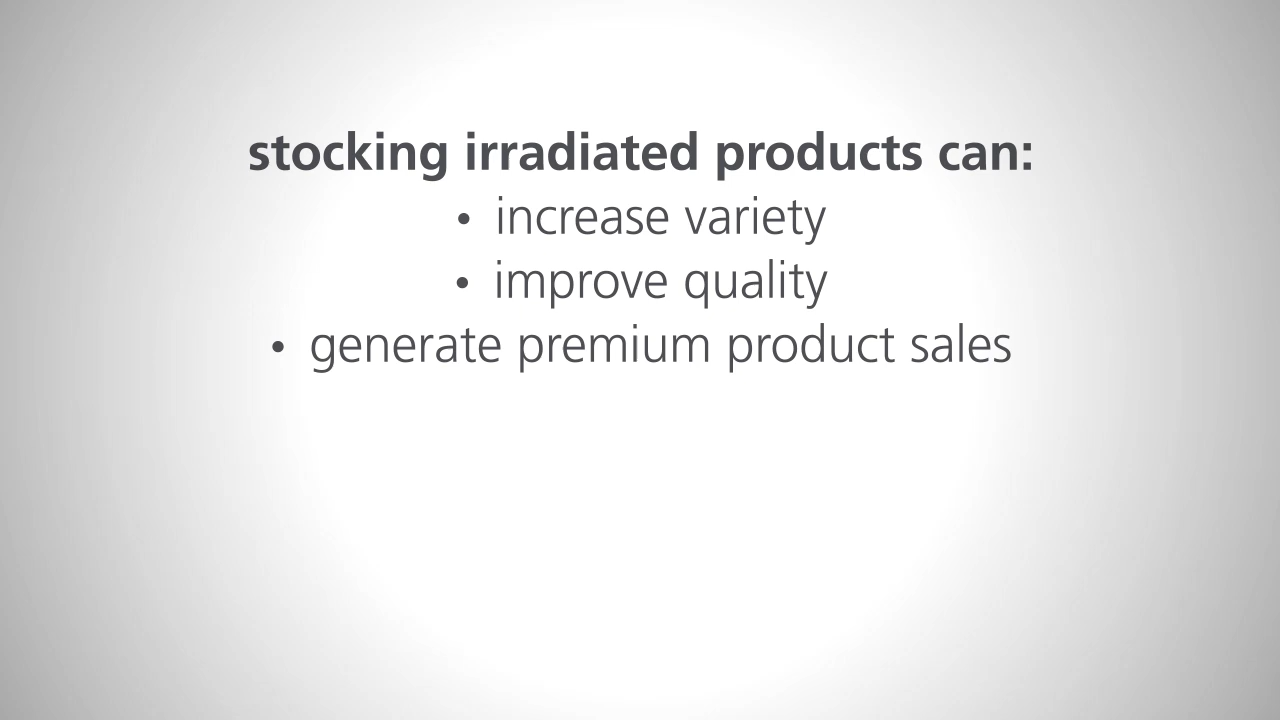 stocking irradiated products can:
• increase variety
• improve quality
• generate premium product sales